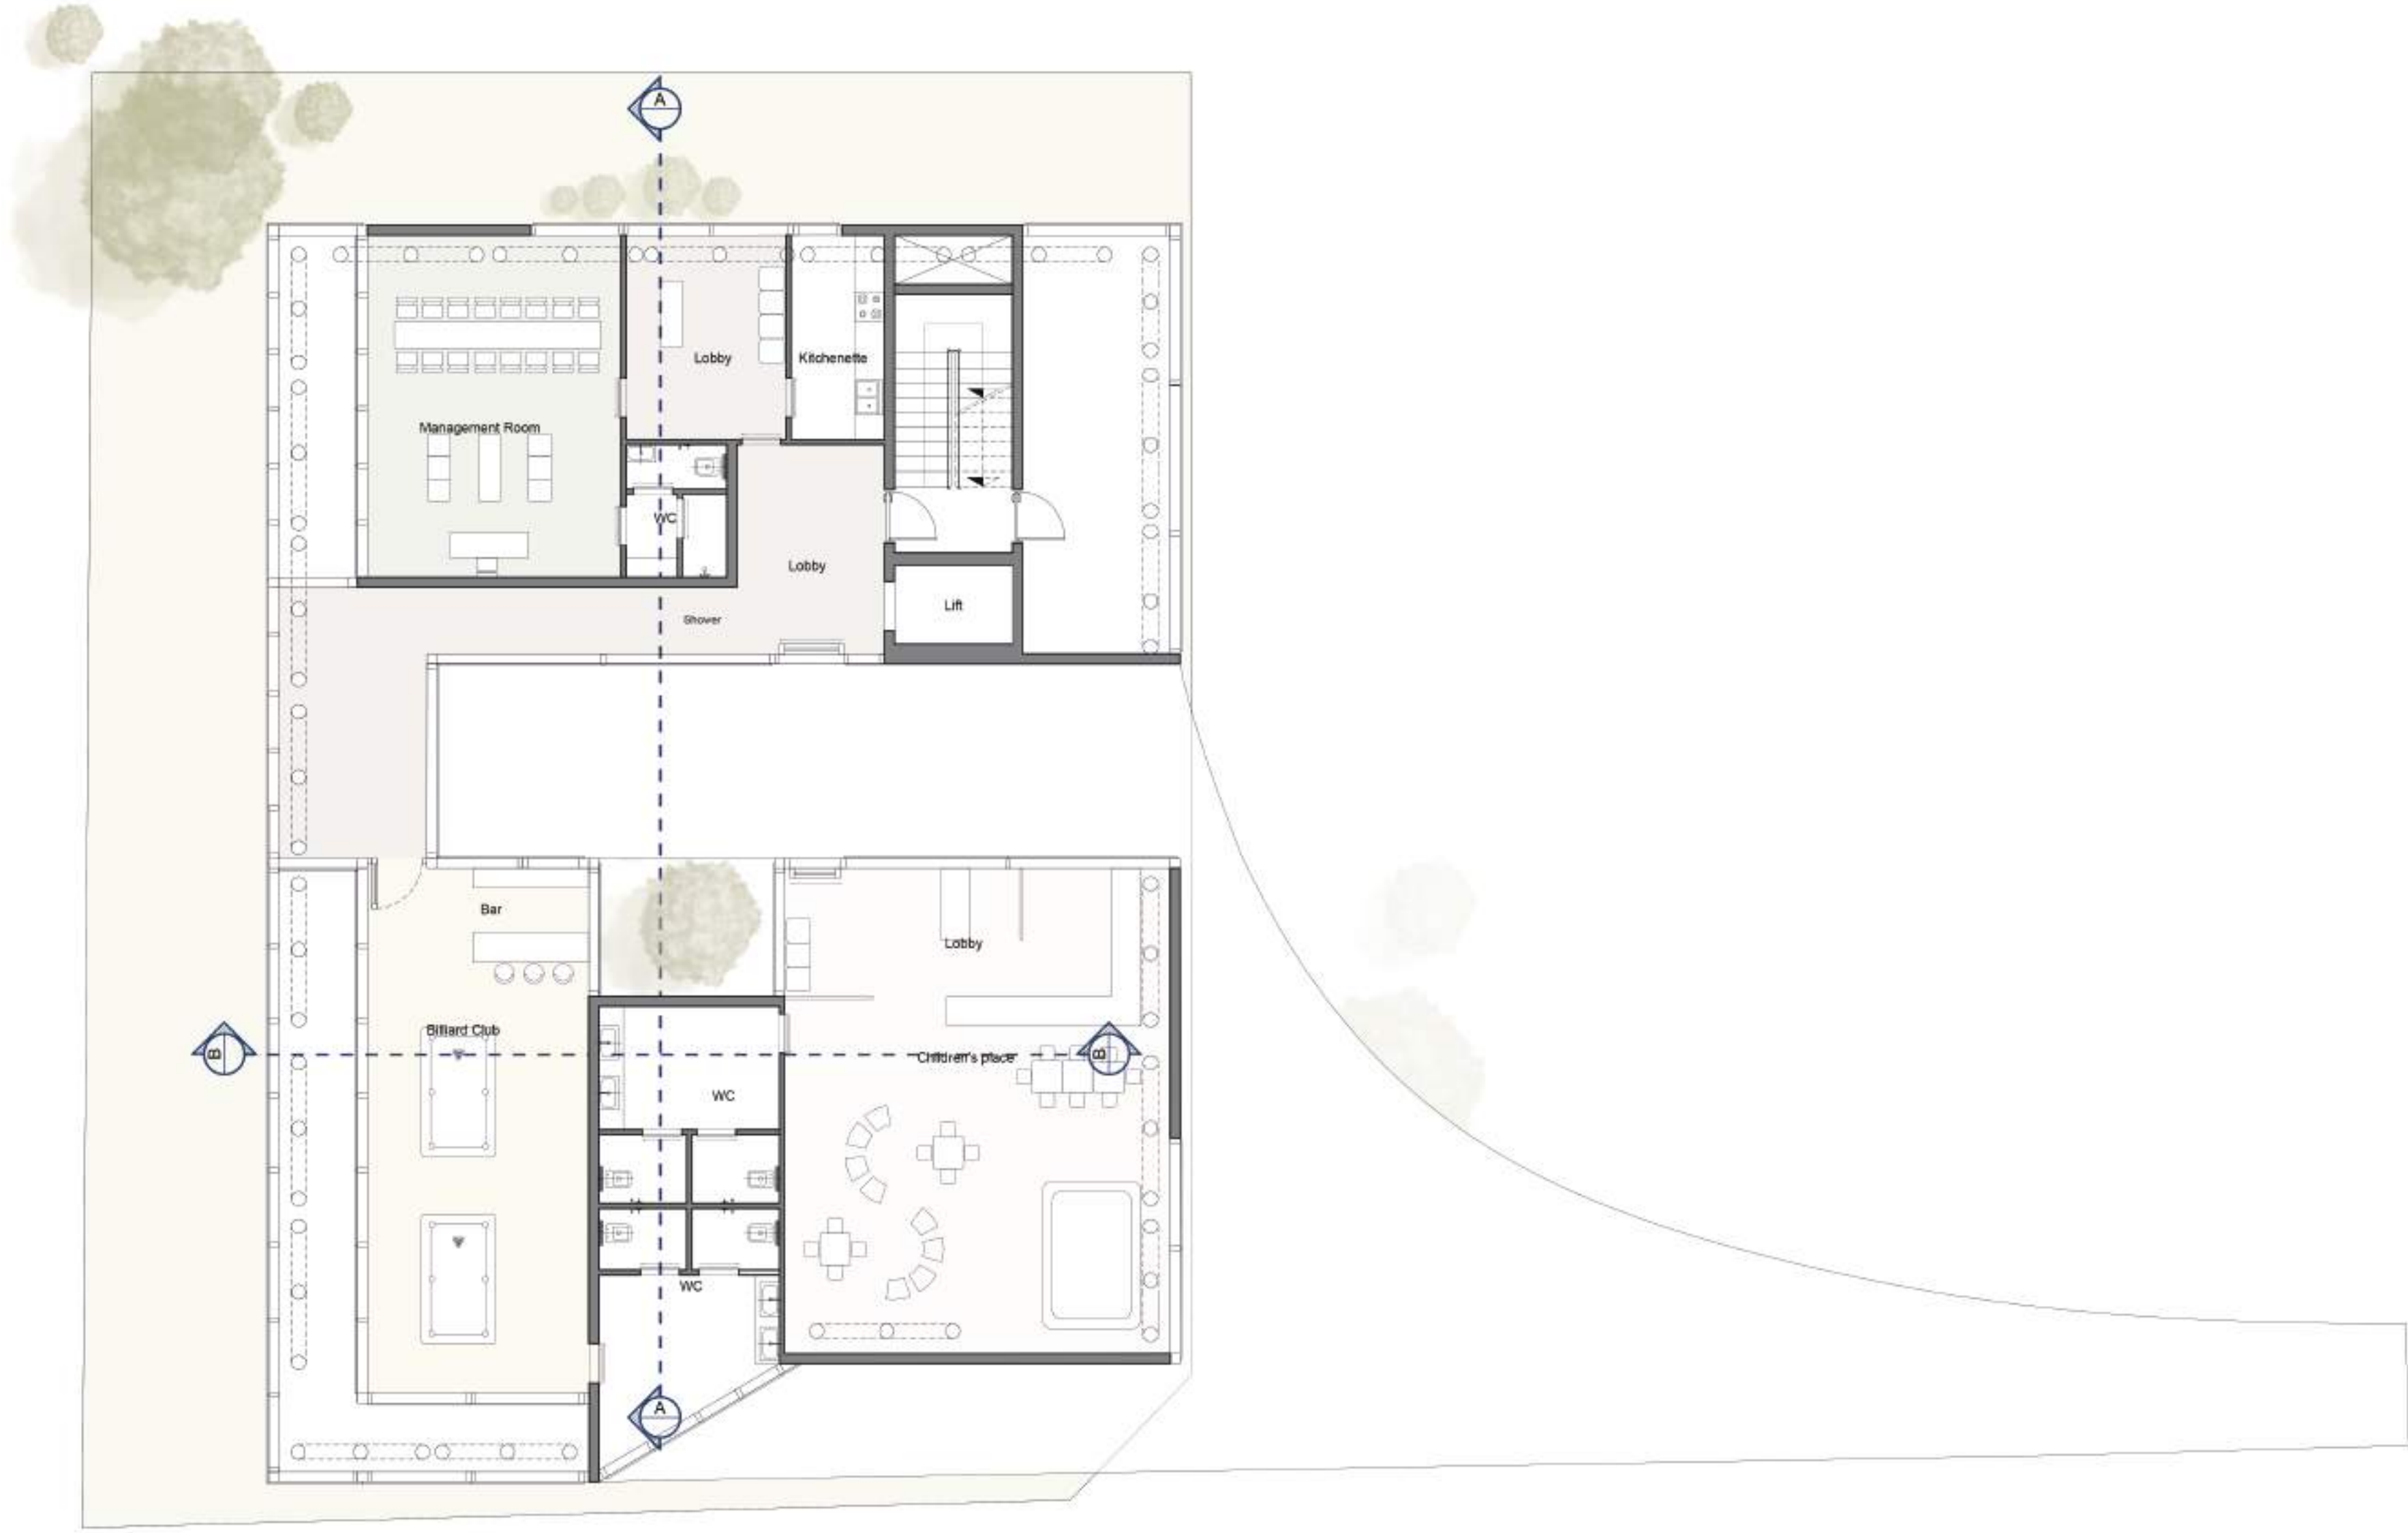 A
Lobby
Kitchenette
Management Room
WC
Lobby
Lift
Shower
Bar
Lobby
Billiard Club
B
Children's place
B
WC
WC
A